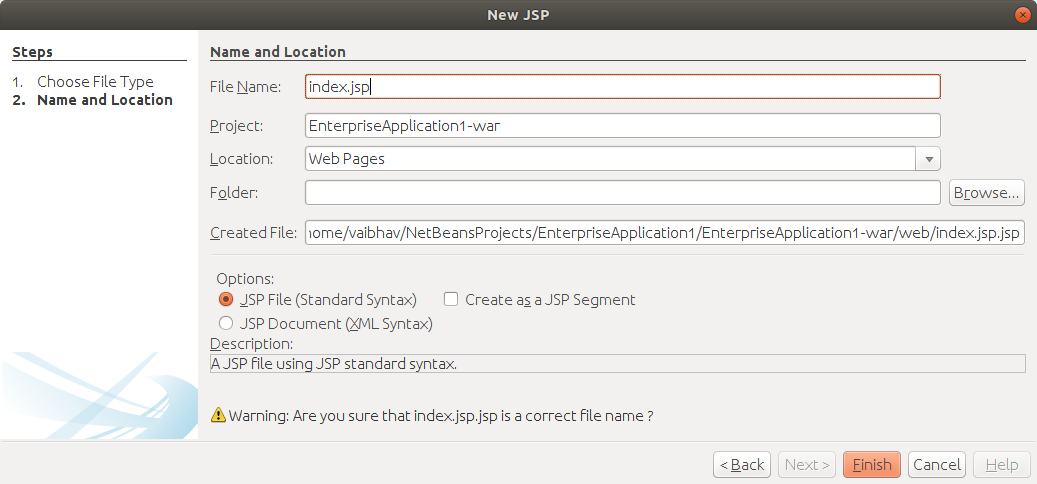 New JSP
Steps
1. Choose File Type
2. Name and Location
Name and Location
File Name: index.jsp
Project: EnterpriseApplication1-war
Location: Web Pages
Folder: Browse...
Created File: home/vaibhav/NetBeansProjects/EnterpriseApplication1/EnterpriseApplication1-war/web/index.jsp.jsp
Options:
JSP File (Standard Syntax) Create as a JSP Segment
JSP Document (XML Syntax)
Description:
A JSP file using JSP standard syntax.
Warning: Are you sure that index.jsp.jsp is a correct file name ?
< Back Next > Finish Cancel Help